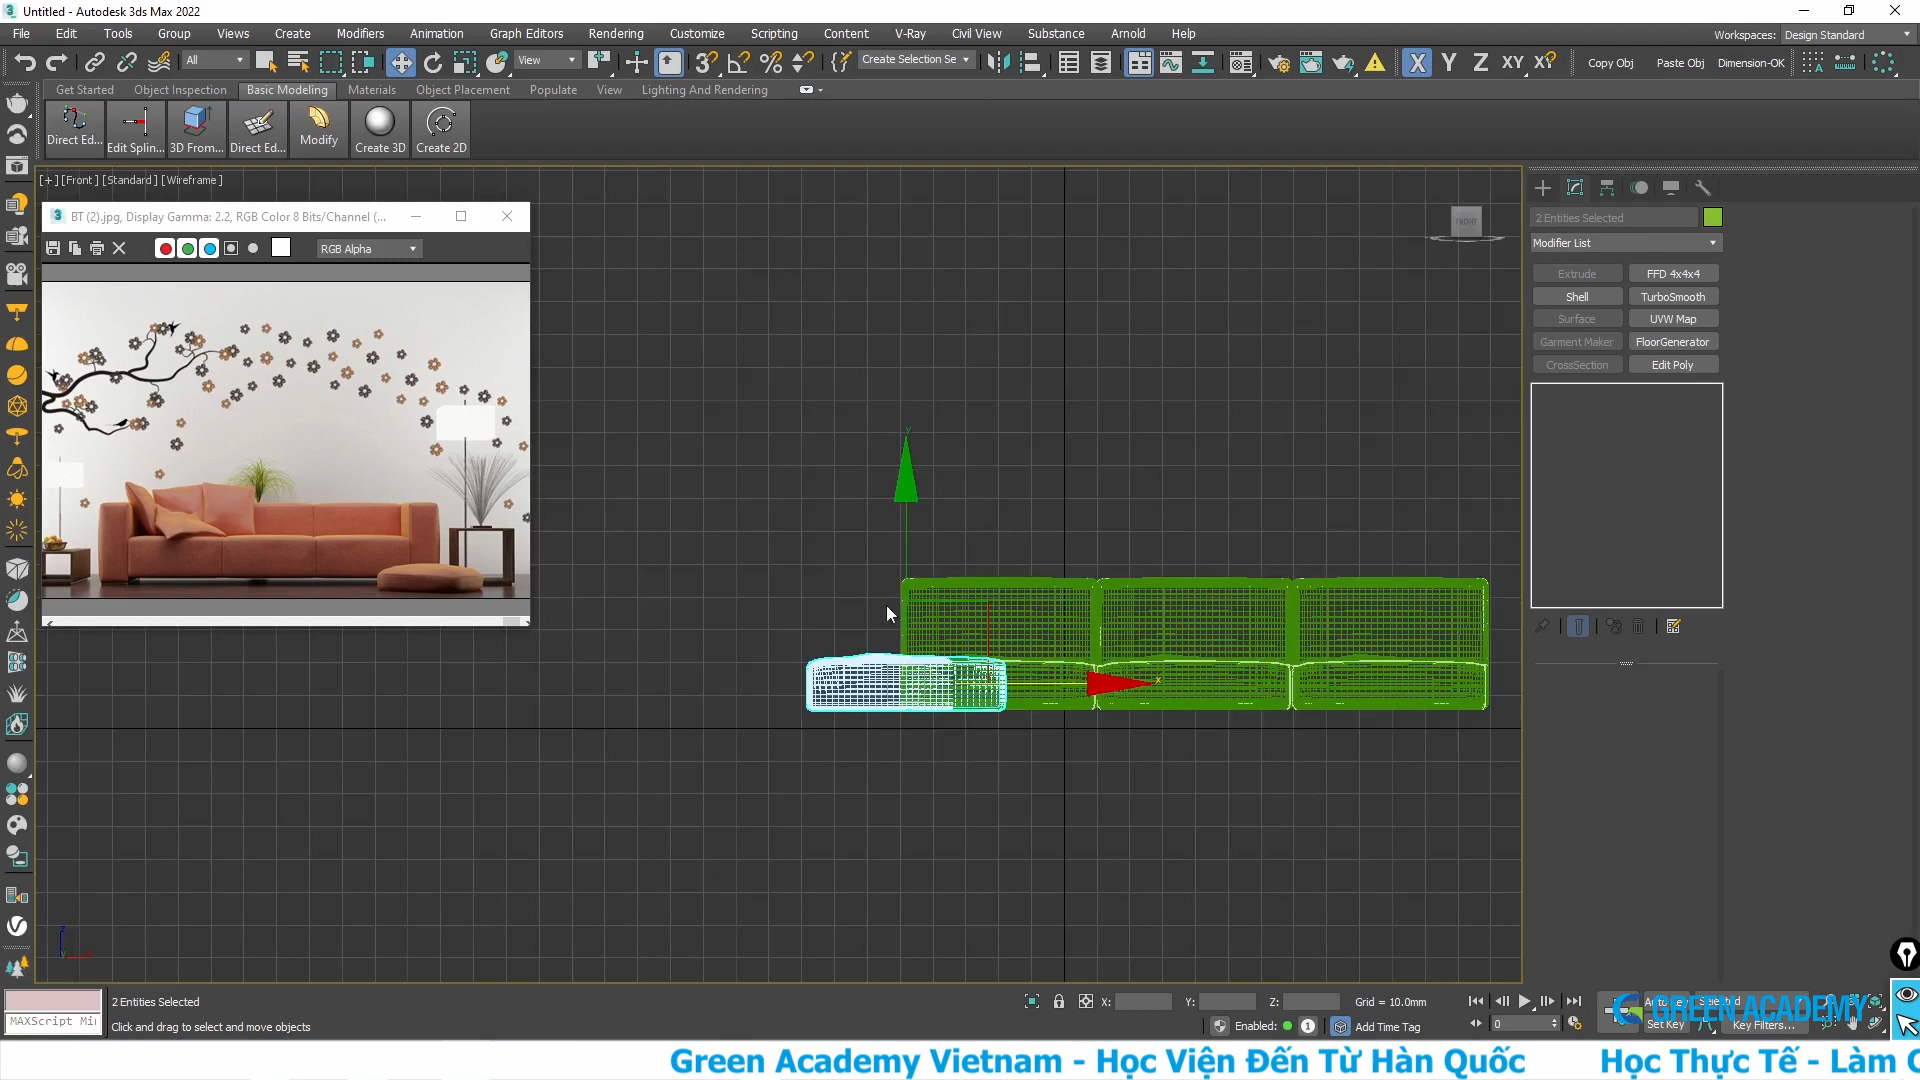 Untitled - Autodesk 3ds Max 2022
File Edit Tools Group Views Create Modifiers Animation Graph Editors Rendering Customize Scripting Content V-Ray Civil View Substance Arnold Help
Workspaces: Design Standard
All View Create Selection Se X Y Z XY XY Copy Obj Paste Obj Dimension-OK
Get Started Object Inspection Basic Modeling Materials Object Placement Populate View Lighting And Rendering
Direct Ed... Edit Splin... 3D From... Direct Ed... Modify Create 3D Create 2D
[+] [Front] [Standard] [Wireframe]
BT (2).jpg, Display Gamma: 2.2, RGB Color 8 Bits/Channel (...
RGB Alpha
FRONT
2 Entities Selected
Modifier List
Extrude FFD 4x4x4
Shell TurboSmooth
Surface UVW Map
Garment Maker FloorGenerator
CrossSection Edit Poly
y
x
z
y
2 Entities Selected
Click and drag to select and move objects
MAXScript Mi
X: Y: Z: Grid = 10.0mm
Enabled: 1 Add Time Tag
0
Set Key Key Filters...
GREEN ACADEMY
Green Academy Vietnam - Học Viện Đến Từ Hàn Quốc Học Thực Tế - Làm